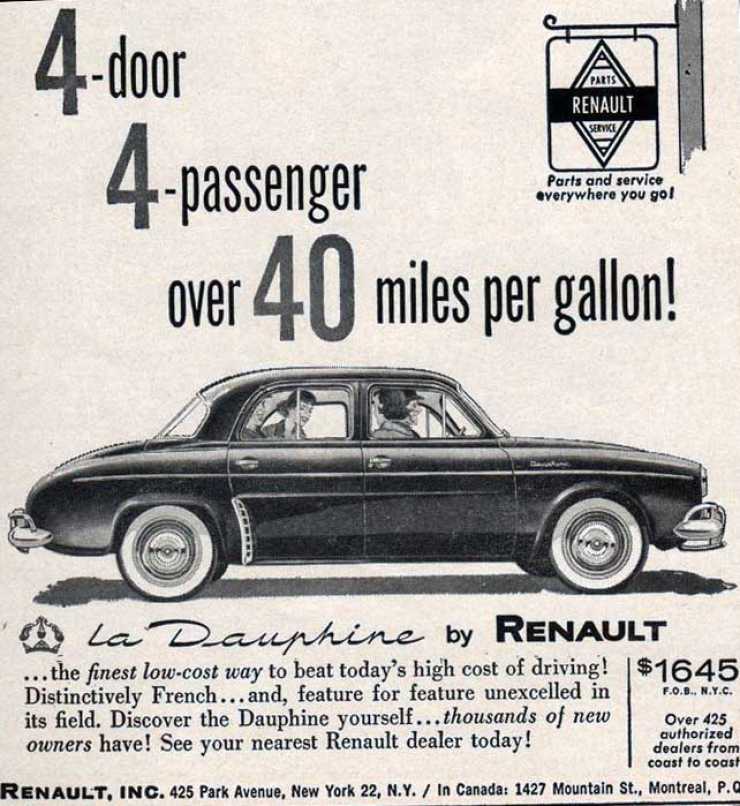 4-door
4-passenger
over 40 miles per gallon!
PARTS
RENAULT
SERVICE
Parts and service
everywhere you go!
Dauphine
la Dauphine by RENAULT
...the finest low-cost way to beat today's high cost of driving!
Distinctively French...and, feature for feature unexcelled in
its field. Discover the Dauphine yourself...thousands of new
owners have! See your nearest Renault dealer today!
$1645
F.O.B., N.Y.C.
Over 425
authorized
dealers from
coast to coast
RENAULT, INC. 425 Park Avenue, New York 22, N.Y. / In Canada: 1427 Mountain St., Montreal, P.Q